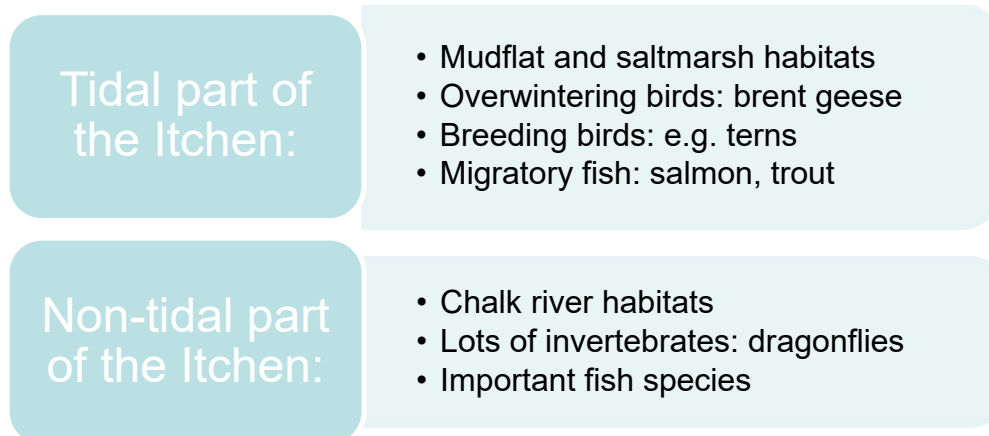 Tidal part of
the Itchen:
• Mudflat and saltmarsh habitats
• Overwintering birds: brent geese
• Breeding birds: e.g. terns
• Migratory fish: salmon, trout
Non-tidal part
of the Itchen:
• Chalk river habitats
• Lots of invertebrates: dragonflies
• Important fish species